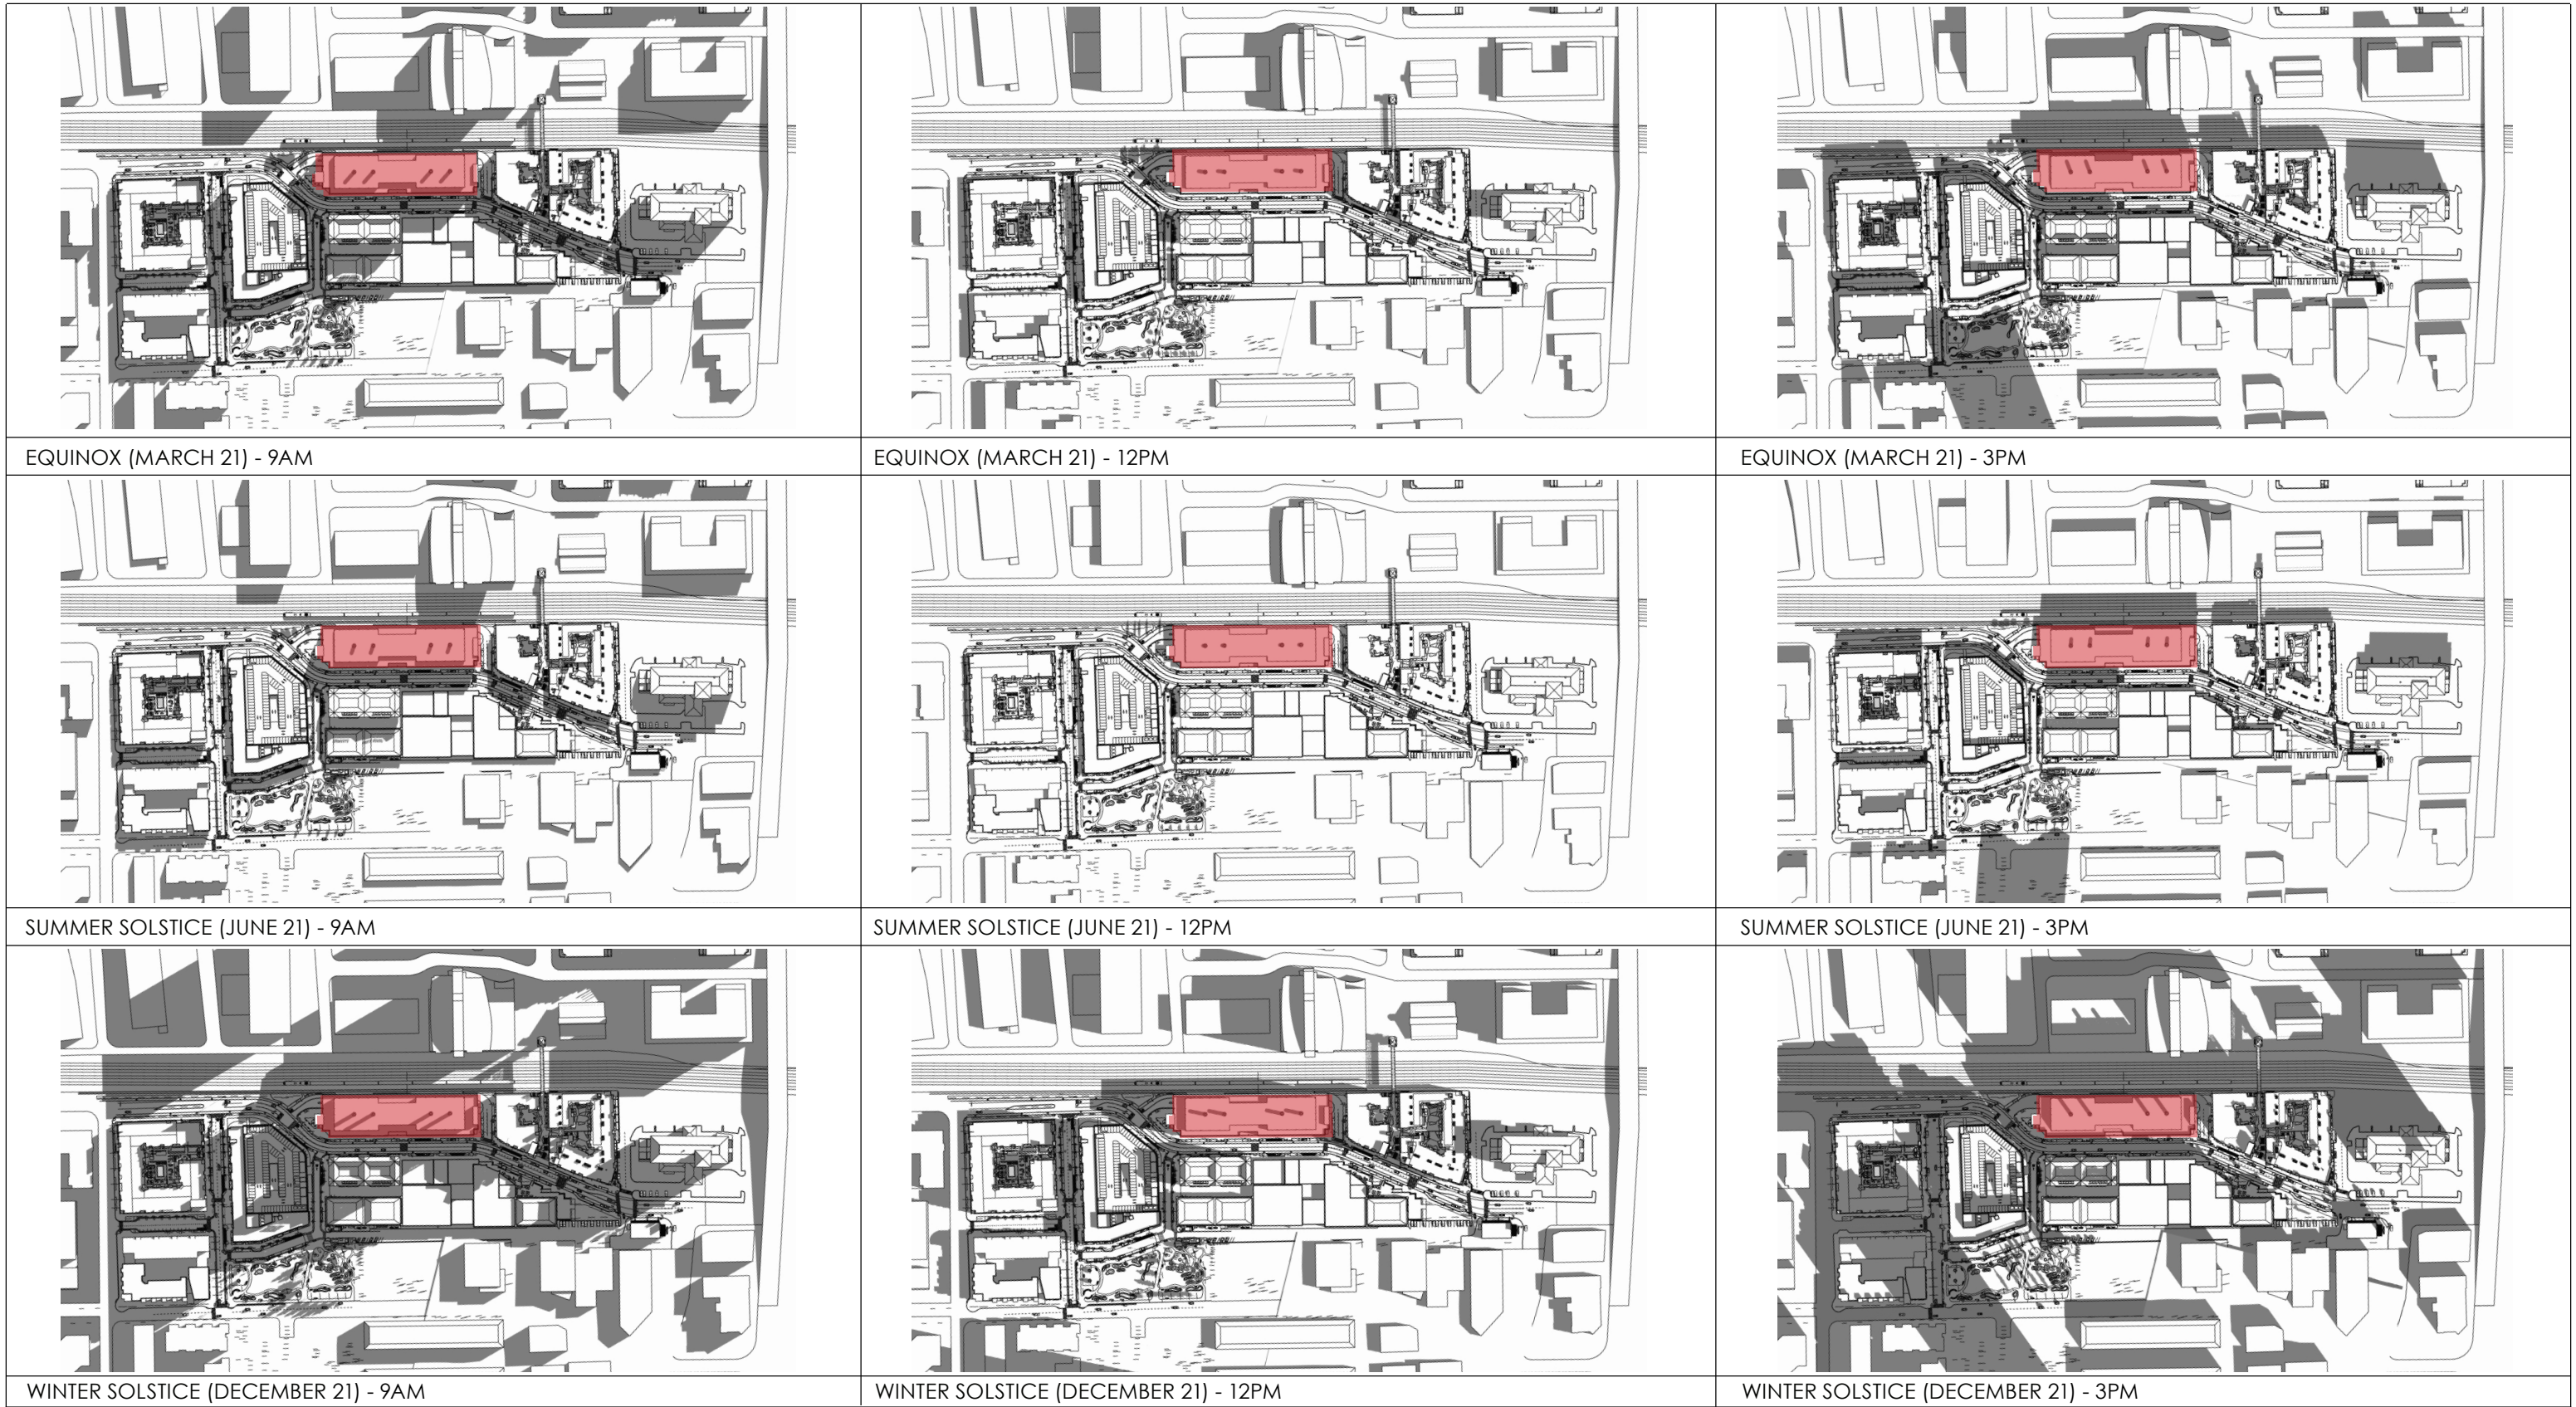 EQUINOX (MARCH 21) - 9AM
EQUINOX (MARCH 21) - 12PM
EQUINOX (MARCH 21) - 3PM
SUMMER SOLSTICE (JUNE 21) - 9AM
SUMMER SOLSTICE (JUNE 21) - 12PM
SUMMER SOLSTICE (JUNE 21) - 3PM
WINTER SOLSTICE (DECEMBER 21) - 9AM
WINTER SOLSTICE (DECEMBER 21) - 12PM
WINTER SOLSTICE (DECEMBER 21) - 3PM